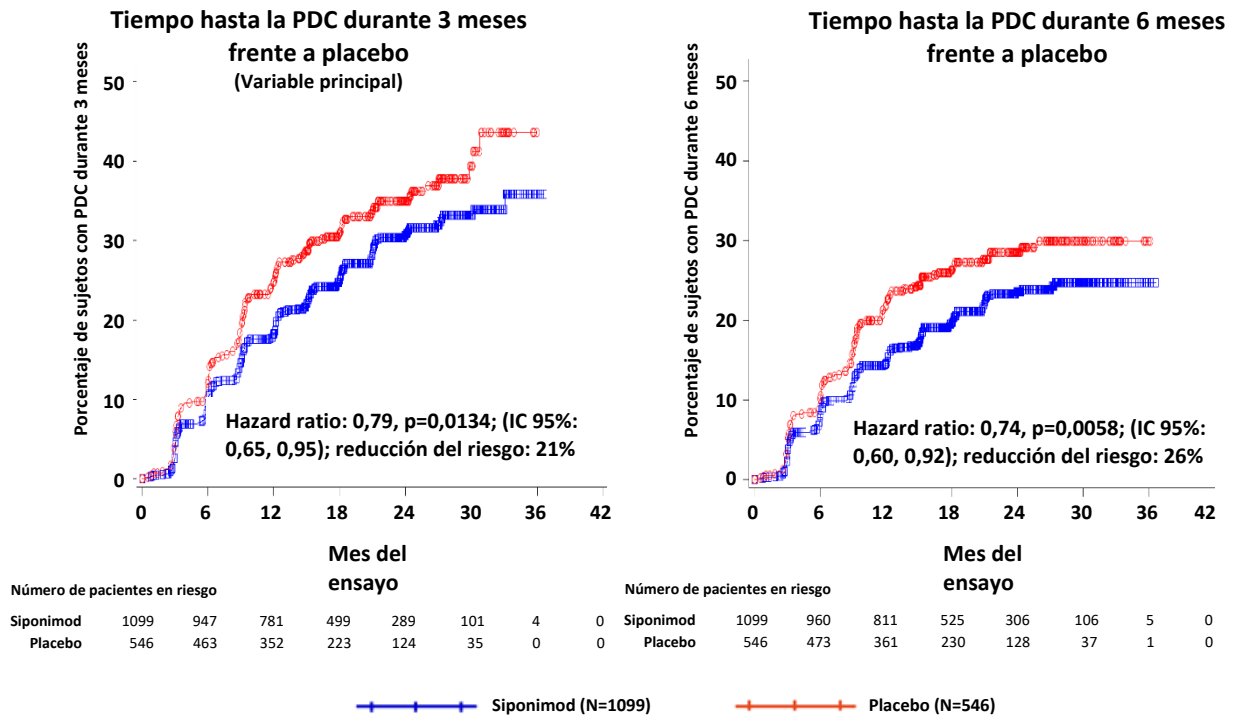 Tiempo hasta la PDC durante 3 meses
frente a placebo
(Variable principal)
Porcentaje de sujetos con PDC durante 3 meses
50
40
30
20
10
0
Hazard ratio: 0,79, p=0,0134; (IC 95%:
0,65, 0,95); reducción del riesgo: 21%
0 6 12 18 24 30 36 42
Mes del
ensayo
Número de pacientes en riesgo
Siponimod 1099 947 781 499 289 101 4 0
Placebo 546 463 352 223 124 35 0 0
Tiempo hasta la PDC durante 6 meses
frente a placebo
Porcentaje de sujetos con PDC durante 6 meses
50
40
30
20
10
0
Hazard ratio: 0,74, p=0,0058; (IC 95%:
0,60, 0,92); reducción del riesgo: 26%
0 6 12 18 24 30 36 42
Mes del
ensayo
Número de pacientes en riesgo
Siponimod 1099 960 811 525 306 106 5 0
Placebo 546 473 361 230 128 37 1 0
Siponimod (N=1099)
Placebo (N=546)